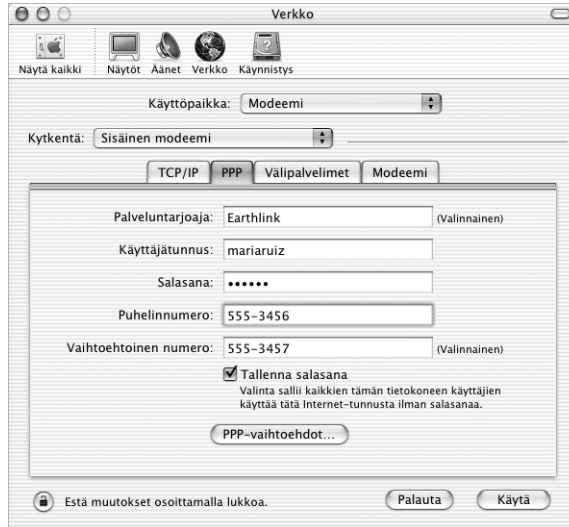 Verkko
Näytä kaikki Näytöt Äänet Verkko Käynnistys
Käyttöpaikka: Modeemi
Kytkentä: Sisäinen modeemi
TCP/IP PPP Välipalvelimet Modeemi
Palveluntarjoaja: Earthlink (Valinnainen)
Käyttäjätunnus: mariaruiz
Salasana: ••••••
Puhelinnumero: 555-3456
Vaihtoehtoinen numero: 555-3457 (Valinnainen)
Tallenna salasana
Valinta sallii kaikkien tämän tietokoneen käyttäjien
käyttää tätä Internet-tunnusta ilman salasanaa.
PPP-vaihtoehdot...
Estä muutokset osoittamalla lukkoa. Palauta Käytä